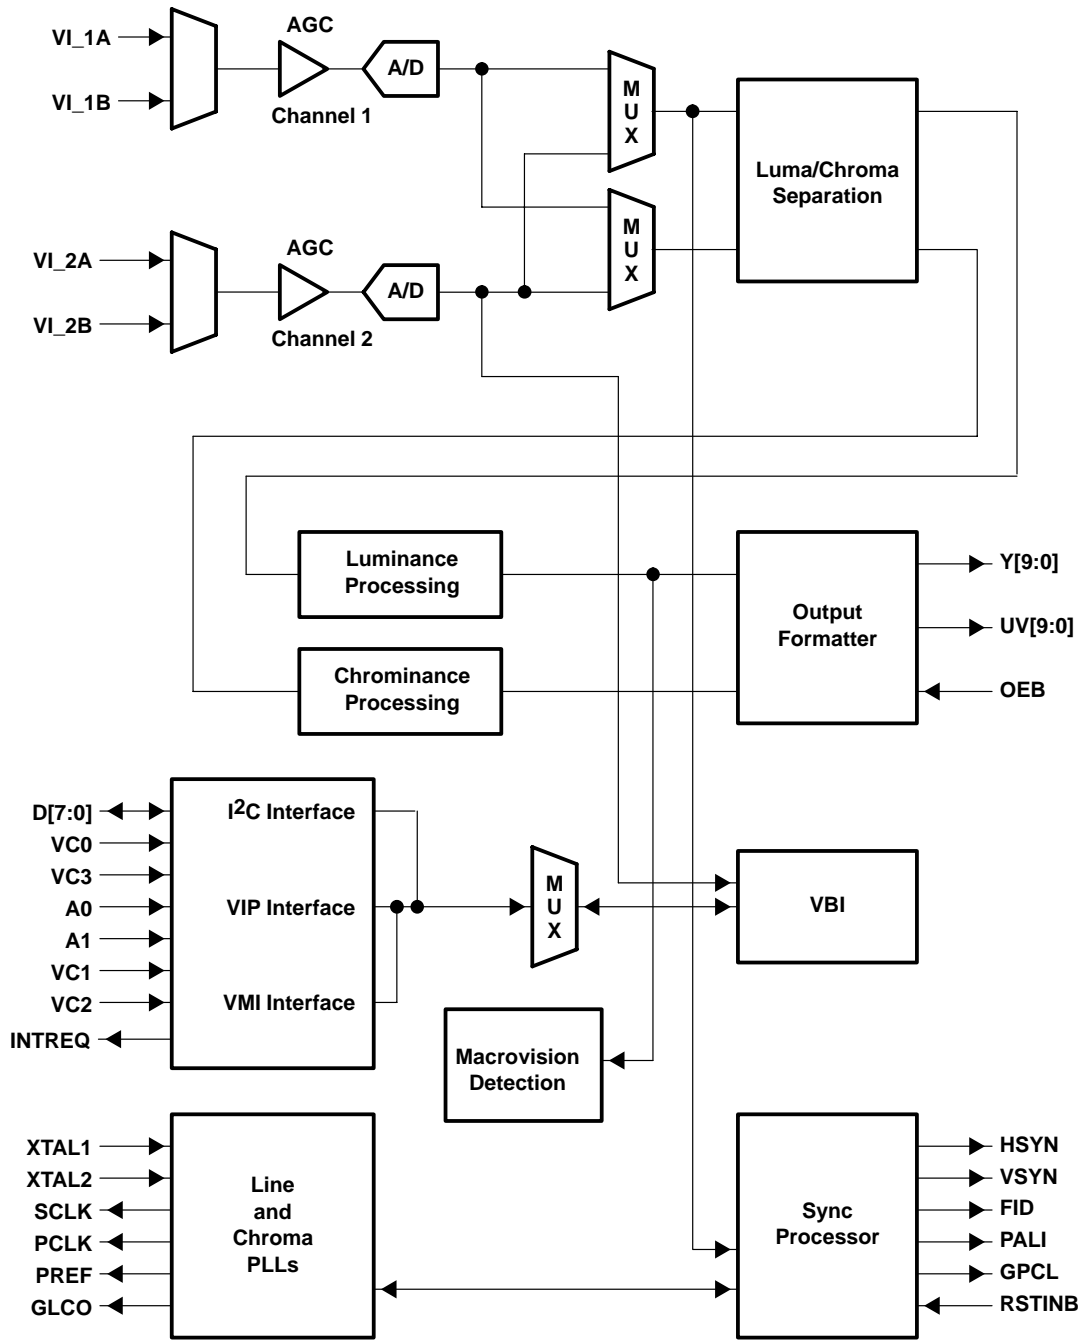 VI_1A
VI_1B
AGC
A/D
Channel 1
M
U
X
Luma/Chroma
Separation
VI_2A
VI_2B
AGC
A/D
Channel 2
M
U
X
Luminance
Processing
Chrominance
Processing
Output
Formatter
Y[9:0]
UV[9:0]
OEB
D[7:0]
VC0
VC3
A0
A1
VC1
VC2
INTREQ
I2C Interface
VIP Interface
VMI Interface
M
U
X
VBI
Macrovision
Detection
XTAL1
XTAL2
SCLK
PCLK
PREF
GLCO
Line
and
Chroma
PLLs
Sync
Processor
HSYN
VSYN
FID
PALI
GPCL
RSTINB